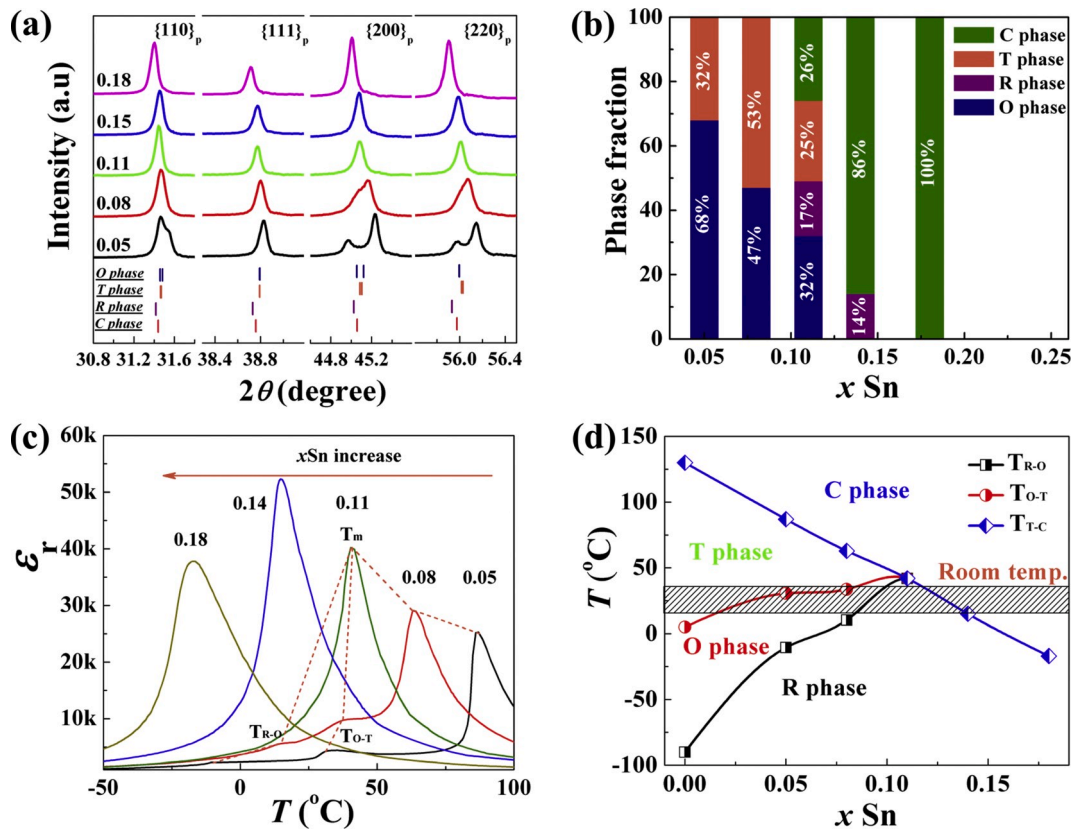 (a)
{110}p
{111}p
{200}p
{220}p
0.18
0.15
0.11
0.08
0.05
O phase
T phase
R phase
C phase
Intensity (a.u)
30.8 31.2 31.6 38.4 38.8 44.8 45.2 56.0 56.4
2θ (degree)
(b)
Phase fraction
100
80
60
40
20
0
32%
68%
53%
47%
26%
25%
17%
32%
86%
14%
100%
C phase
T phase
R phase
O phase
0.05 0.10 0.15 0.20 0.25
x Sn
(c)
60k
50k
40k
30k
20k
10k
εr
xSn increase
0.14
0.11
0.18
Tm
0.08
0.05
TR-O
TO-T
-50 0 50 100
T (°C)
(d)
150
100
50
0
-50
-100
T (°C)
TR-O
TO-T
TT-C
C phase
T phase
Room temp.
O phase
R phase
0.00 0.05 0.10 0.15
x Sn